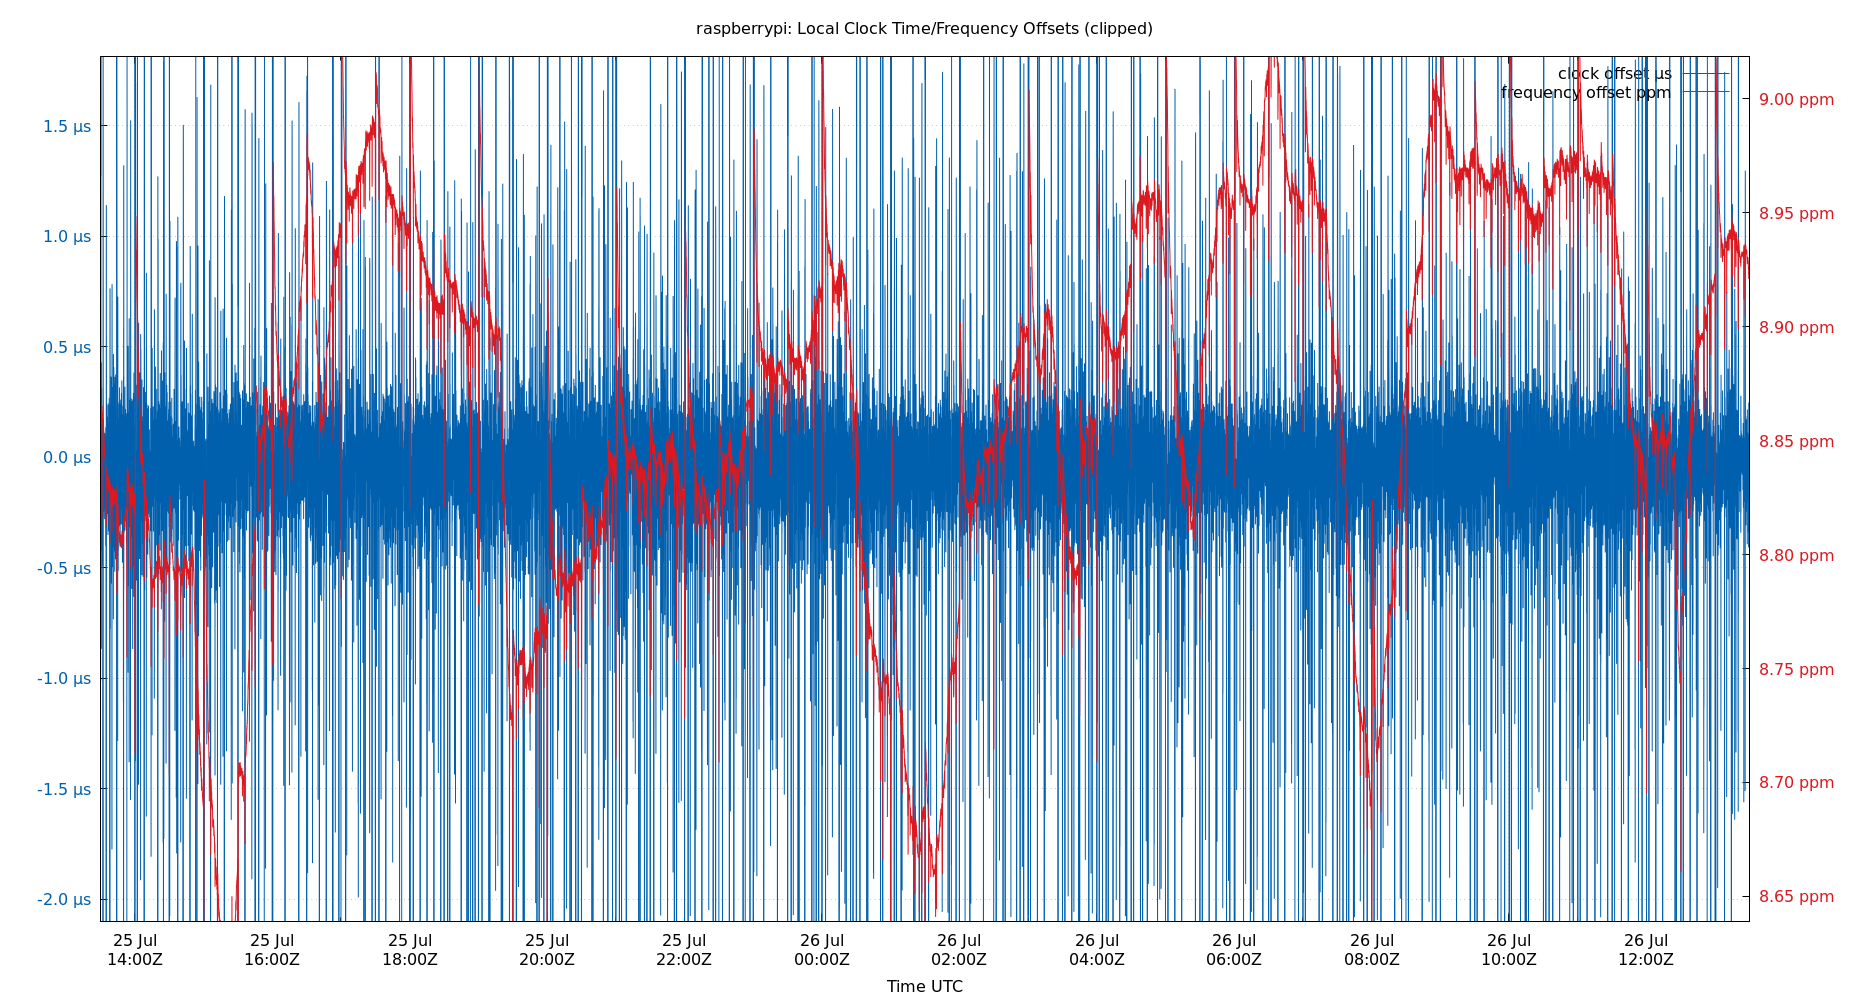 raspberrypi: Local Clock Time/Frequency Offsets (clipped)
clock offset µs
frequency offset ppm
1.5 µs
1.0 µs
0.5 µs
0.0 µs
-0.5 µs
-1.0 µs
-1.5 µs
-2.0 µs
9.00 ppm
8.95 ppm
8.90 ppm
8.85 ppm
8.80 ppm
8.75 ppm
8.70 ppm
8.65 ppm
25 Jul 25 Jul 25 Jul 25 Jul 25 Jul 26 Jul 26 Jul 26 Jul 26 Jul 26 Jul 26 Jul 26 Jul
14:00Z 16:00Z 18:00Z 20:00Z 22:00Z 00:00Z 02:00Z 04:00Z 06:00Z 08:00Z 10:00Z 12:00Z
Time UTC